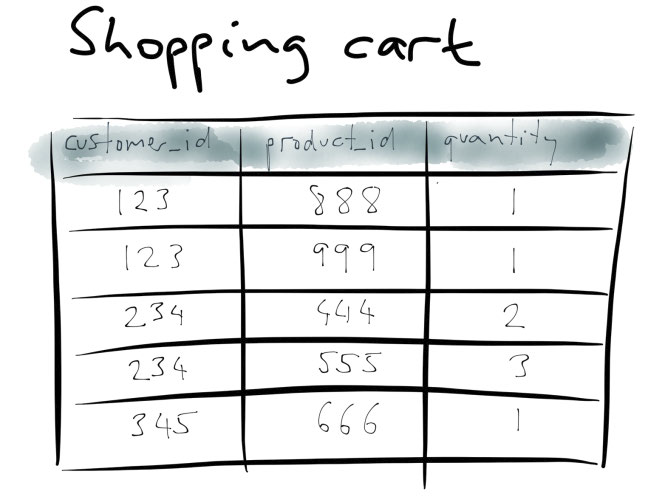 Shopping cart
customer_id product_id quantity
123 888 1
123 999 1
234 444 2
234 555 3
345 666 1